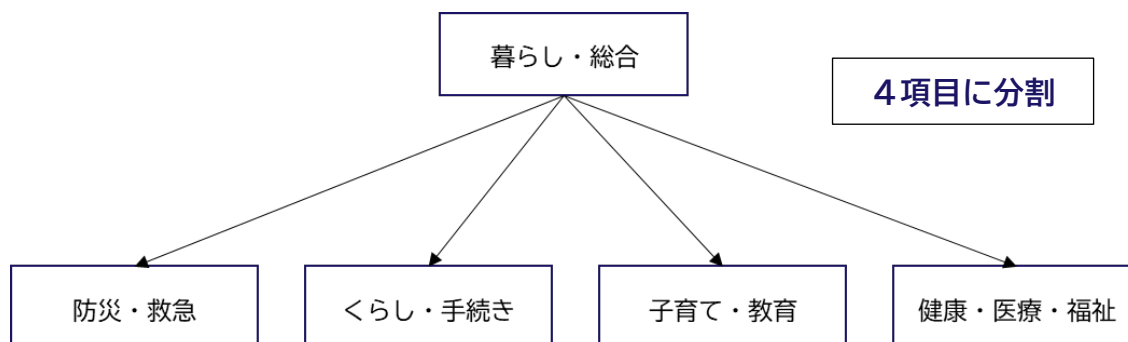 暮らし・総合
４項目に分割
防災・救急
くらし・手続き
子育て・教育
健康・医療・福祉